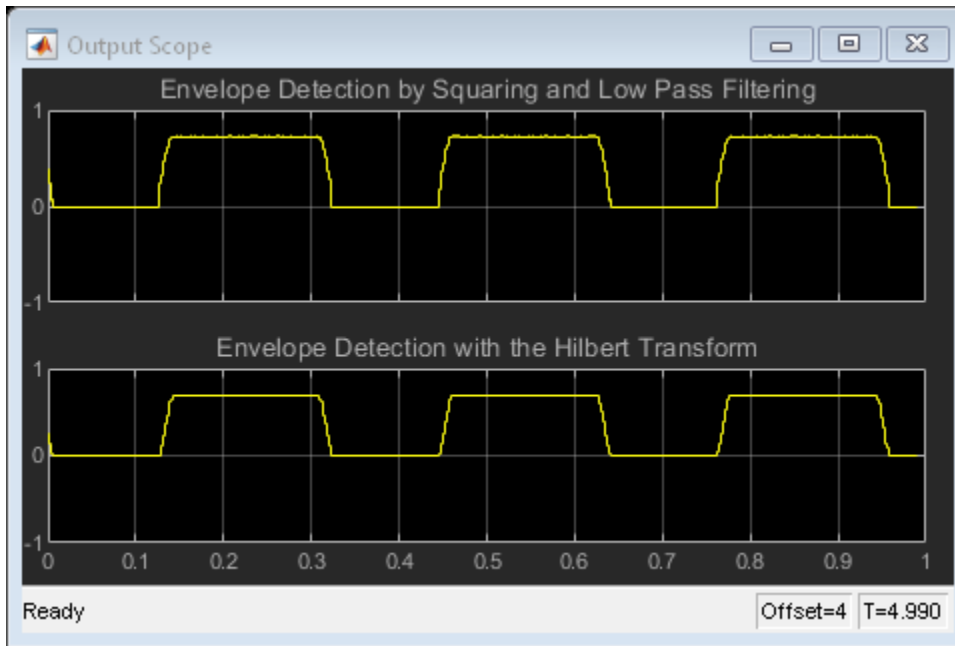 Output Scope
Envelope Detection by Squaring and Low Pass Filtering
1
0
-1
Envelope Detection with the Hilbert Transform
1
0
-1
0 0.1 0.2 0.3 0.4 0.5 0.6 0.7 0.8 0.9 1
Ready Offset=4 T=4.990